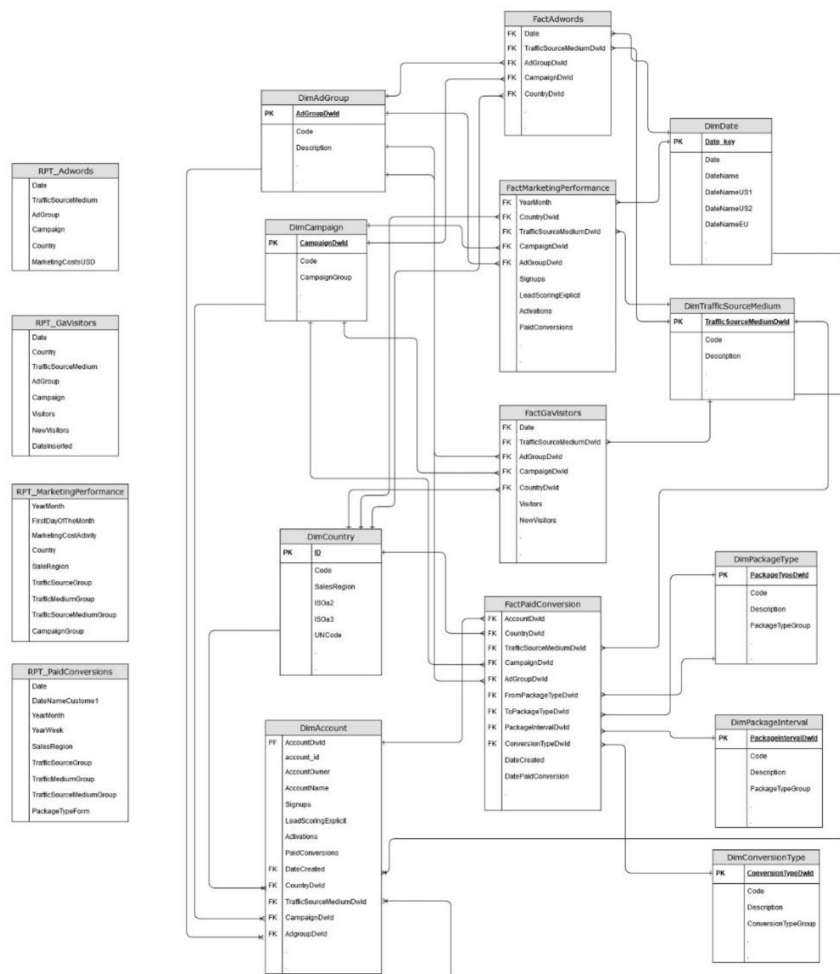 FactAdwords
FK Date
FK TrafficSourceMediumDwId
FK AdGroupDwId
FK CampaignDwId
FK CountryDwId
.
.
DimAdGroup
PK AdGroupDwId
Code
Description
.
.
DimDate
PK Date_key
Date
DateName
DateNameUS1
DateNameUS2
DateNameEU
.
.
RPT_Adwords
Date
TrafficSourceMedium
AdGroup
Campaign
Country
MarketingCostsUSD
FactMarketingPerformance
FK YearMonth
FK CountryDwId
FK TrafficSourceMediumDwId
FK CampaignDwId
FK AdGroupDwId
Signups
LeadScoringExplicit
Activations
PaidConversions
.
.
DimCampaign
PK CampaignDwId
Code
CampaignGroup
.
.
DimTrafficSourceMedium
PK TrafficSourceMediumDwId
Code
Description
.
.
RPT_GaVisitors
Date
Country
TrafficSourceMedium
AdGroup
Campaign
Visitors
NewVisitors
DateInserted
FactGaVisitors
FK Date
FK TrafficSourceMediumDwId
FK AdGroupDwId
FK CampaignDwId
FK CountryDwId
Visitors
NewVisitors
.
.
RPT_MarketingPerformance
YearMonth
FirstDayOfTheMonth
MarketingCostActivity
Country
SaleRegion
TrafficSourceGroup
TrafficMediumGroup
TrafficSourceMediumGroup
CampaignGroup
DimCountry
PK ID
Code
SalesRegion
ISOa2
ISOa3
UNCode
.
.
DimPackageType
PK PackageTypeDwId
Code
Description
PackageTypeGroup
.
.
FactPaidConversion
FK AccountDwId
FK CountryDwId
FK TrafficSourceMediumDwId
FK CampaignDwId
FK AdGroupDwId
FK FromPackageTypeDwId
FK ToPackageTypeDwId
FK PackageIntervalDwId
FK ConversionTypeDwId
DateCreated
DatePaidConversion
.
RPT_PaidConversions
Date
DateNameCustome1
YearMonth
YearWeek
SalesRegion
TrafficSourceGroup
TrafficMediumGroup
TrafficSourceMediumGroup
PackageTypeForm
DimAccount
PF AccountDwId
account_id
AccountOwner
AccountName
Signups
LeadScoringExplicit
Activations
PaidConversions
FK DateCreated
FK CountryDwId
FK TrafficSourceMediumDwId
FK CampaignDwId
FK AdgroupDwId
.
.
DimPackageInterval
PK PackageIntervalDwId
Code
Description
PackageTypeGroup
.
.
DimConversionType
PK ConversionTypeDwId
Code
Description
ConversionTypeGroup
.
.